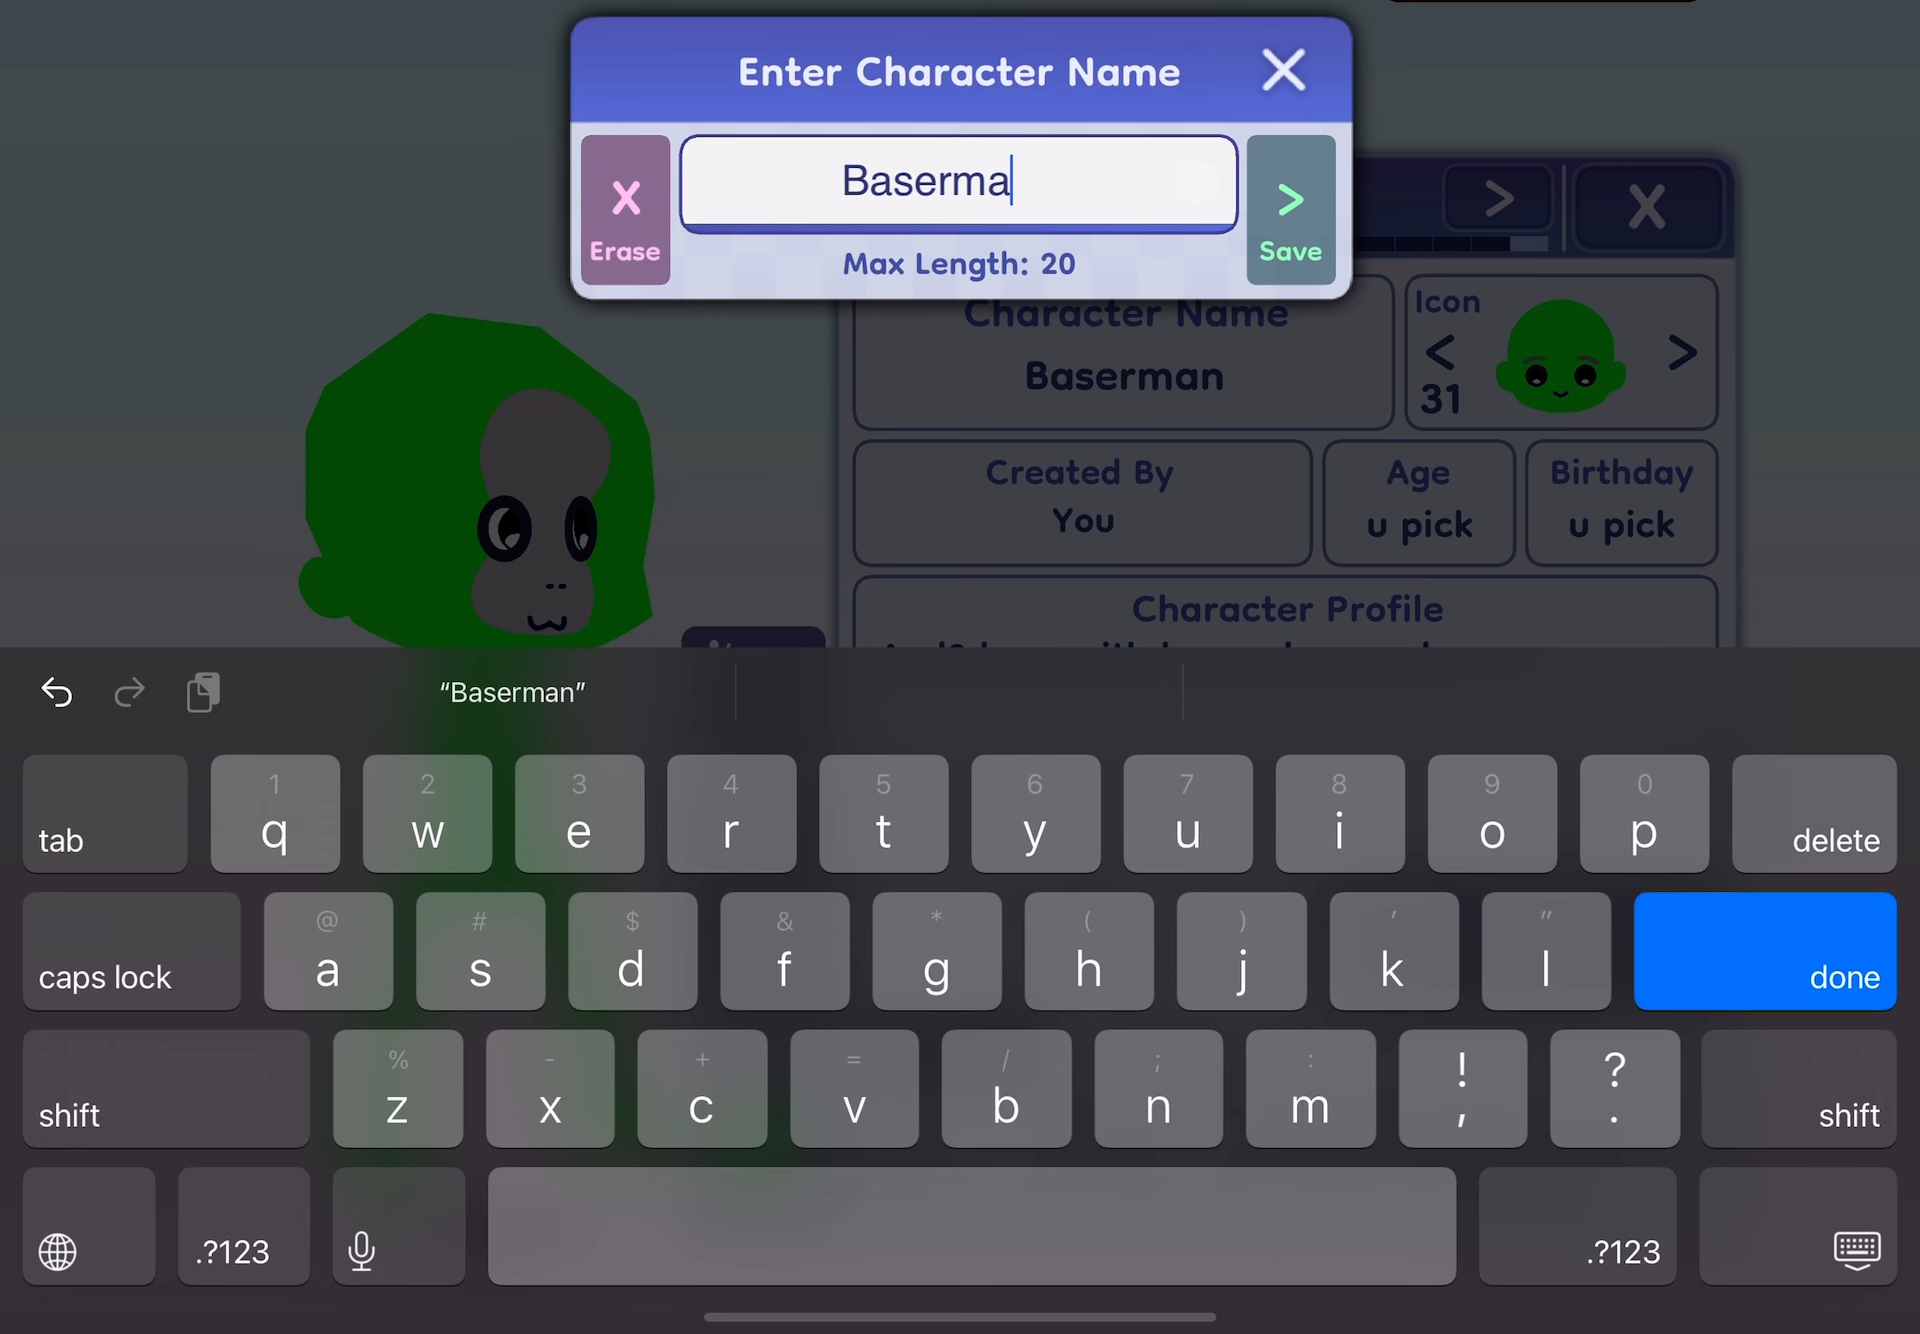 Enter Character Name
X
Erase
Baserma
>
Save
Max Length: 20
>
X
Character Name
Baserman
Icon
<
>
31
Created By
You
Age
u pick
Birthday
u pick
Character Profile
“Baserman”
tab
1
q
2
w
3
e
4
r
5
t
6
y
7
u
8
i
9
o
0
p
delete
caps lock
@
a
#
s
$
d
&
f
*
g
(
h
)
j
'
k
"
l
done
shift
%
z
-
x
+
c
=
v
/
b
;
n
:
m
!
,
?
.
shift
.?123
.?123